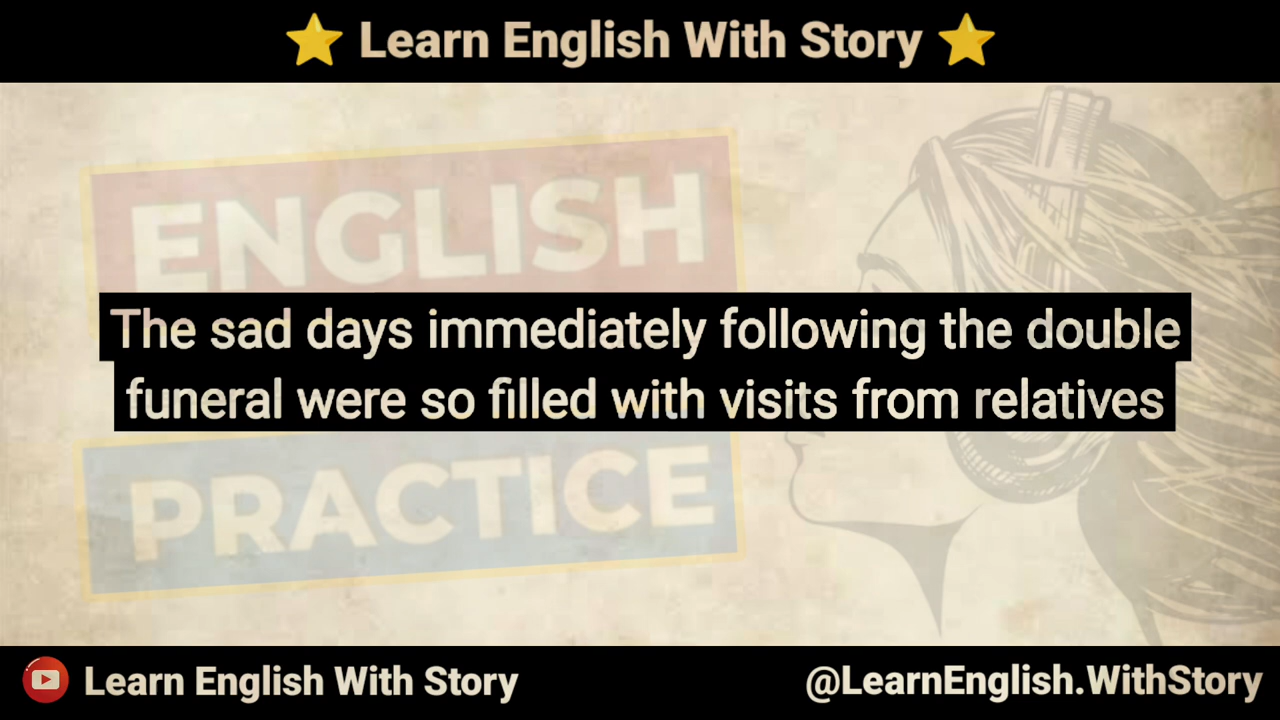 ⭐ Learn English With Story ⭐
ENGLISH
The sad days immediately following the double
funeral were so filled with visits from relatives
PRACTICE
Learn English With Story
@LearnEnglish.WithStory